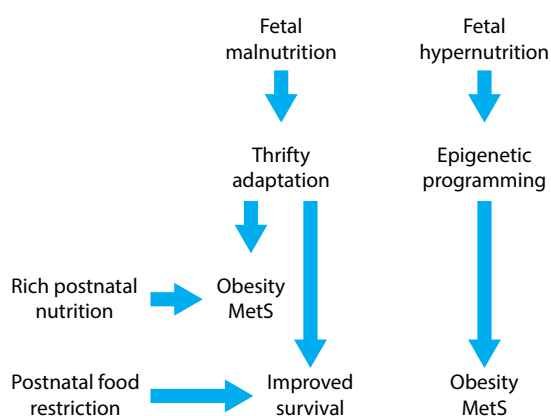 Fetal
malnutrition
Fetal
hypernutrition
Thrifty
adaptation
Epigenetic
programming
Rich postnatal
nutrition
Obesity
MetS
Postnatal food
restriction
Improved
survival
Obesity
MetS